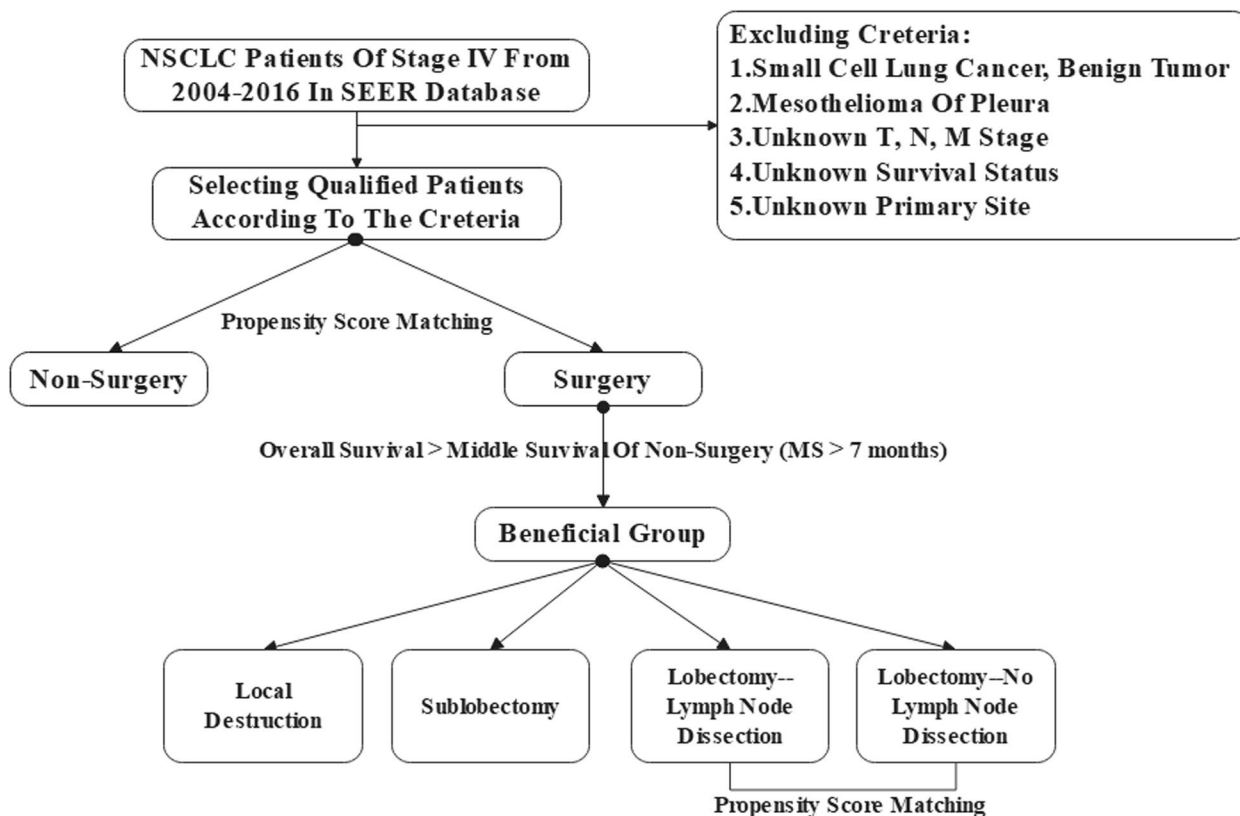 NSCLC Patients Of Stage IV From
2004-2016 In SEER Database
Excluding Creteria:
1.Small Cell Lung Cancer, Benign Tumor
2.Mesothelioma Of Pleura
3.Unknown T, N, M Stage
4.Unknown Survival Status
5.Unknown Primary Site
Selecting Qualified Patients
According To The Creteria
Propensity Score Matching
Non-Surgery
Surgery
Overall Survival > Middle Survival Of Non-Surgery (MS > 7 months)
Beneficial Group
Local
Destruction
Sublobectomy
Lobectomy--
Lymph Node
Dissection
Lobectomy--No
Lymph Node
Dissection
Propensity Score Matching